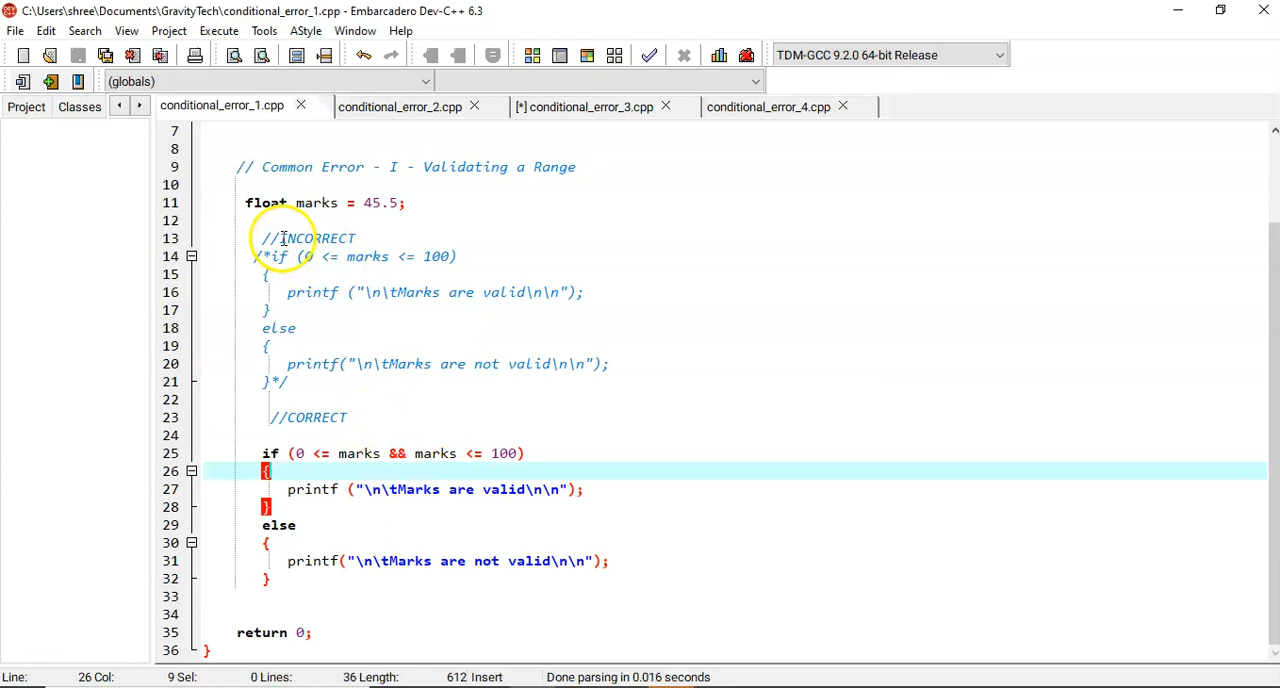 C:\Users\shree\Documents\GravityTech\conditional_error_1.cpp - Embarcadero Dev-C++ 6.3
File Edit Search View Project Execute Tools AStyle Window Help
TDM-GCC 9.2.0 64-bit Release
(globals)
Project Classes conditional_error_1.cpp conditional_error_2.cpp [*] conditional_error_3.cpp conditional_error_4.cpp
7
8
9 // Common Error - I - Validating a Range
10
11 float marks = 45.5;
12
13 //INCORRECT
14 /*if (0 <= marks <= 100)
15 {
16 printf ("\n\tMarks are valid\n\n");
17 }
18 else
19 {
20 printf("\n\tMarks are not valid\n\n");
21 }*/
22
23 //CORRECT
24
25 if (0 <= marks && marks <= 100)
26 {
27 printf ("\n\tMarks are valid\n\n");
28 }
29 else
30 {
31 printf("\n\tMarks are not valid\n\n");
32 }
33
34
35 return 0;
36 }
Line: 26 Col: 9 Sel: 0 Lines: 36 Length: 612 Insert Done parsing in 0.016 seconds